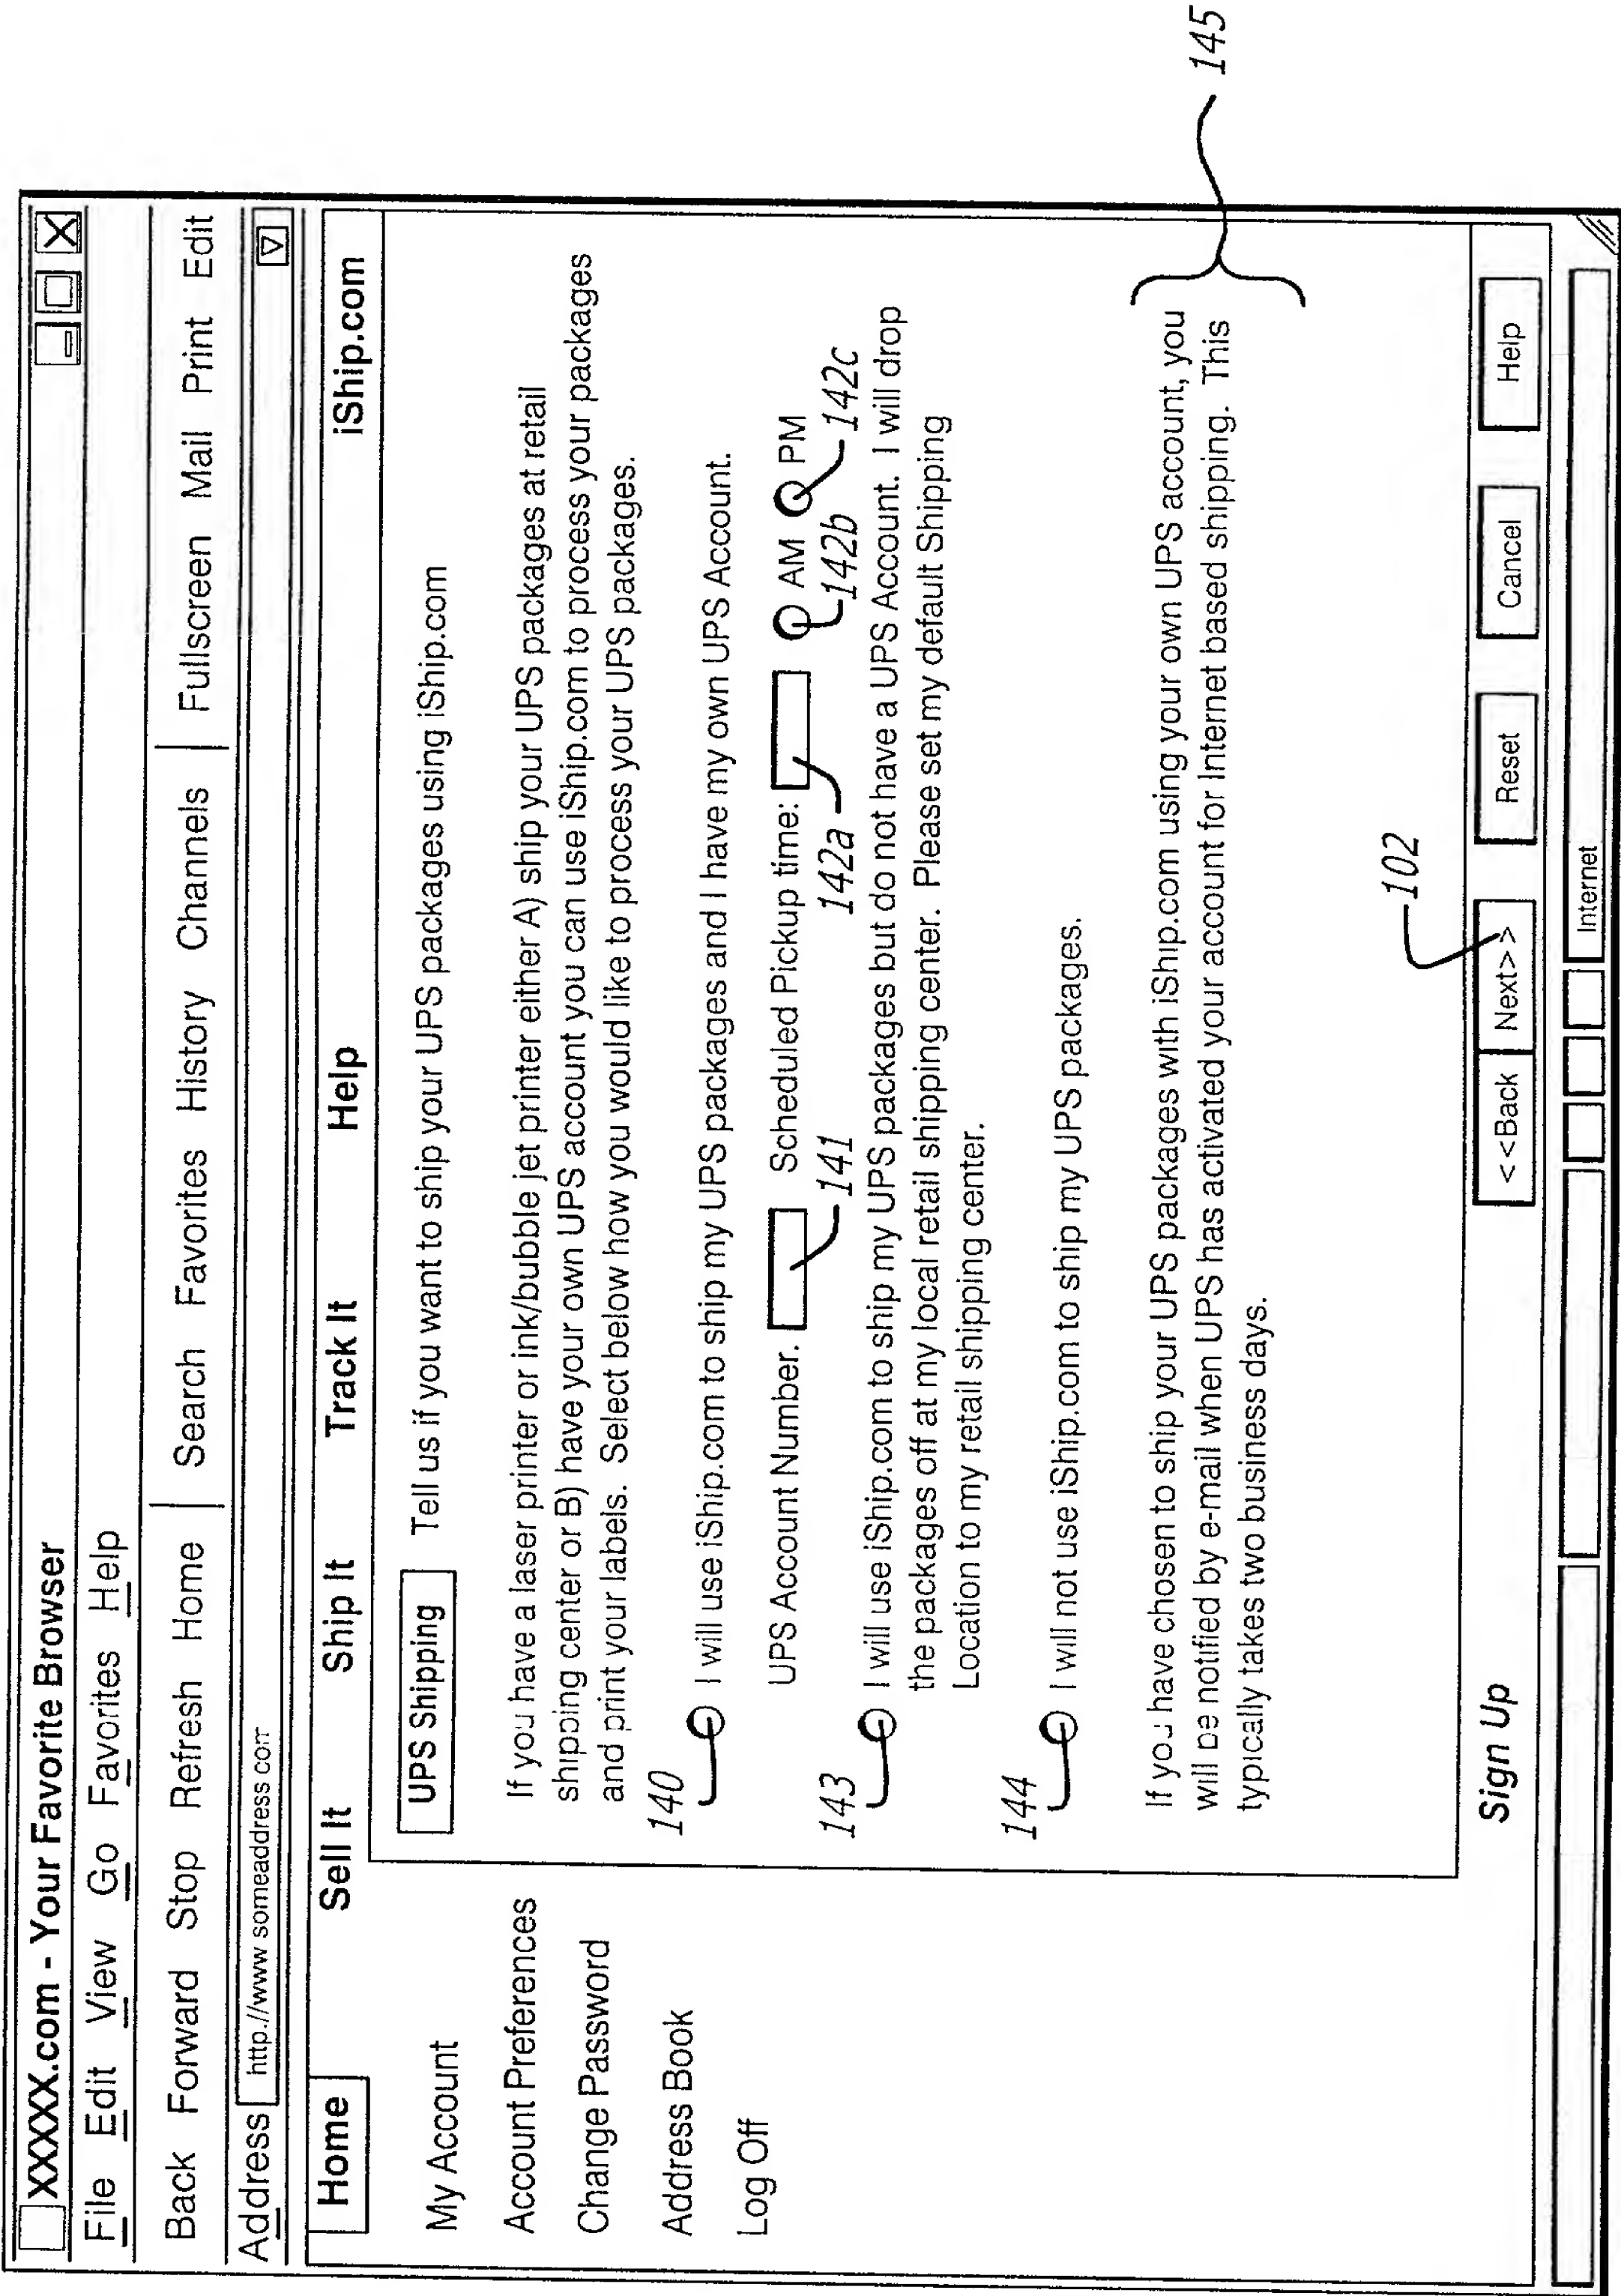 XXXXX.com - Your Favorite Browser
File Edit View Go Favorites Help
Back Forward Stop Refresh Home Search Favorites History Channels Fullscreen Mail Print Edit
Address http.//www someaddress com
Home Sell It Ship It Track It Help iShip.com
My Account
Account Preferences
Change Password
Address Book
Log Off
UPS Shipping Tell us if you want to ship your UPS packages using iShip.com
If you have a laser printer or ink/bubble jet printer either A) ship your UPS packages at retail
shipping center or B) have your own UPS account you can use iShip.com to process your packages
and print your labels. Select below how you would like to process your UPS packages.
140
I will use iShip.com to ship my UPS packages and I have my own UPS Account.
UPS Account Number. Scheduled Pickup time: AM PM
141 142a 142b 142c
143
I will use iShip.com to ship my UPS packages but do not have a UPS Account. I will drop
the packages off at my local retail shipping center. Please set my default Shipping
Location to my retail shipping center.
144
I will not use iShip.com to ship my UPS packages.
If you have chosen to ship your UPS packages with iShip.com using your own UPS account, you
will be notified by e-mail when UPS has activated your account for Internet based shipping. This
typically takes two business days.
145
102
Sign Up <<Back Next>> Reset Cancel Help
Internet